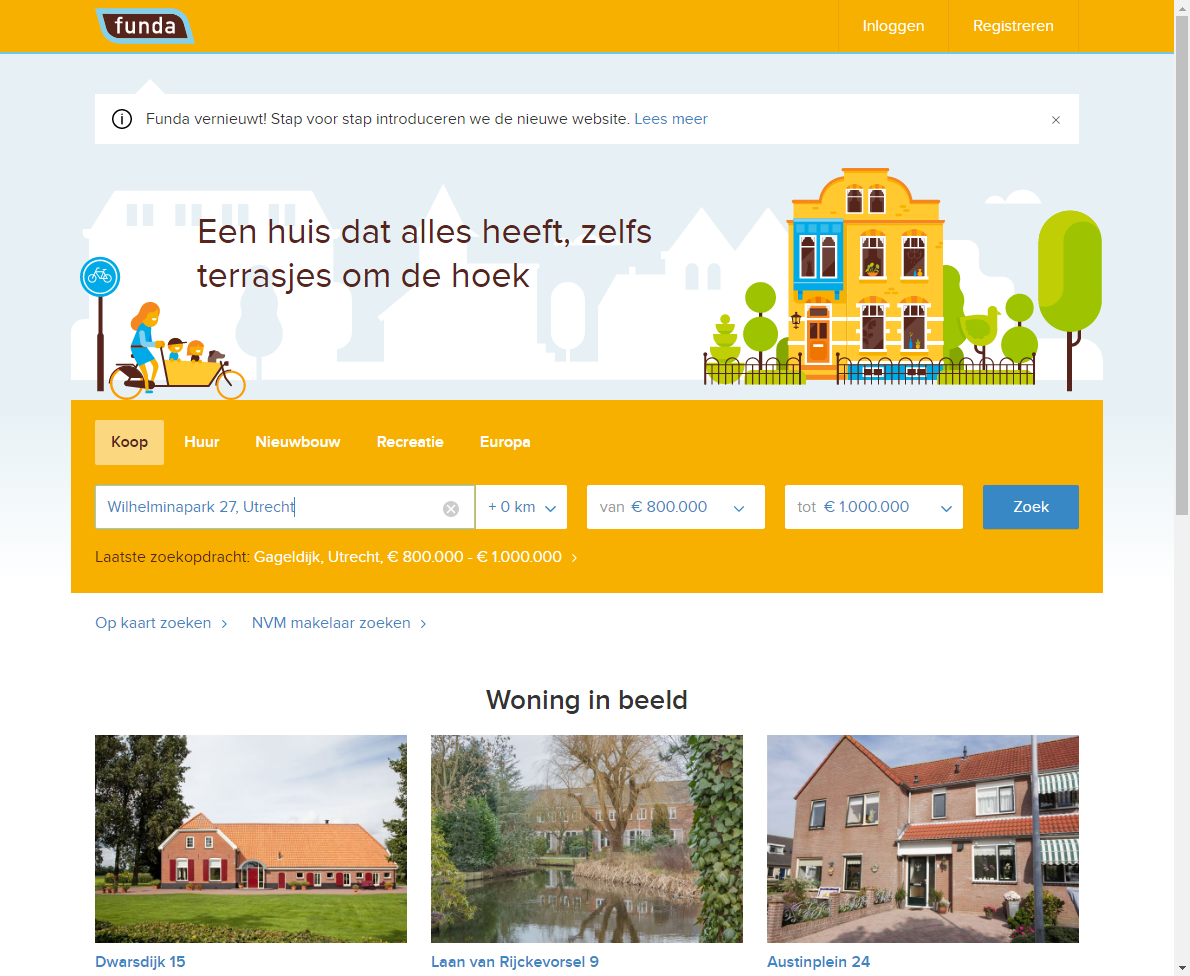 funda
Inloggen
Registreren
Funda vernieuwt! Stap voor stap introduceren we de nieuwe website. Lees meer
Een huis dat alles heeft, zelfs
terrasjes om de hoek
Koop
Huur
Nieuwbouw
Recreatie
Europa
Wilhelminapark 27, Utrecht
+ 0 km
van € 800.000
tot € 1.000.000
Zoek
Laatste zoekopdracht: Gageldijk, Utrecht, € 800.000 - € 1.000.000
Op kaart zoeken
NVM makelaar zoeken
Woning in beeld
Dwarsdijk 15
Laan van Rijckevorsel 9
Austinplein 24